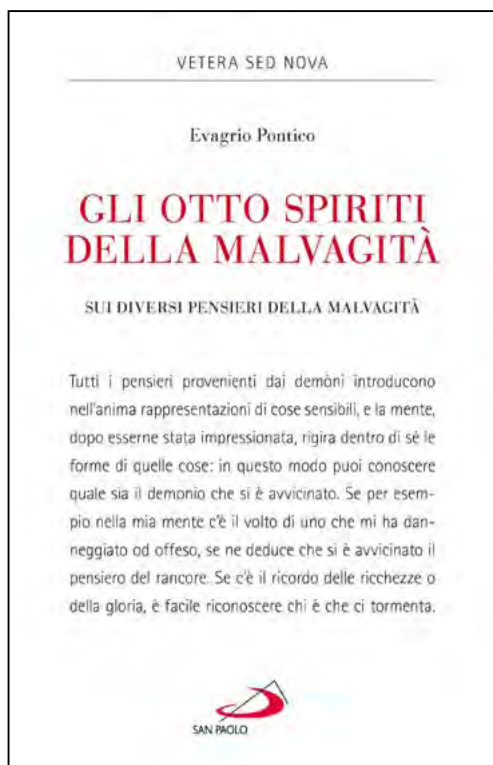 VETERA SED NOVA
Evagrio Pontico
GLI OTTO SPIRITI
DELLA MALVAGITÀ
SUI DIVERSI PENSIERI DELLA MALVAGITÀ
Tutti i pensieri provenienti dai demòni introducono
nell'anima rappresentazioni di cose sensibili, e la mente,
dopo esserne stata impressionata, rigira dentro di sé le
forme di quelle cose: in questo modo puoi conoscere
quale sia il demonio che si è avvicinato. Se per esem-
pio nella mia mente c'è il volto di uno che mi ha dan-
neggiato od offeso, se ne deduce che si è avvicinato il
pensiero del rancore. Se c'è il ricordo delle ricchezze o
della gloria, è facile riconoscere chi è che ci tormenta.
SAN PAOLO